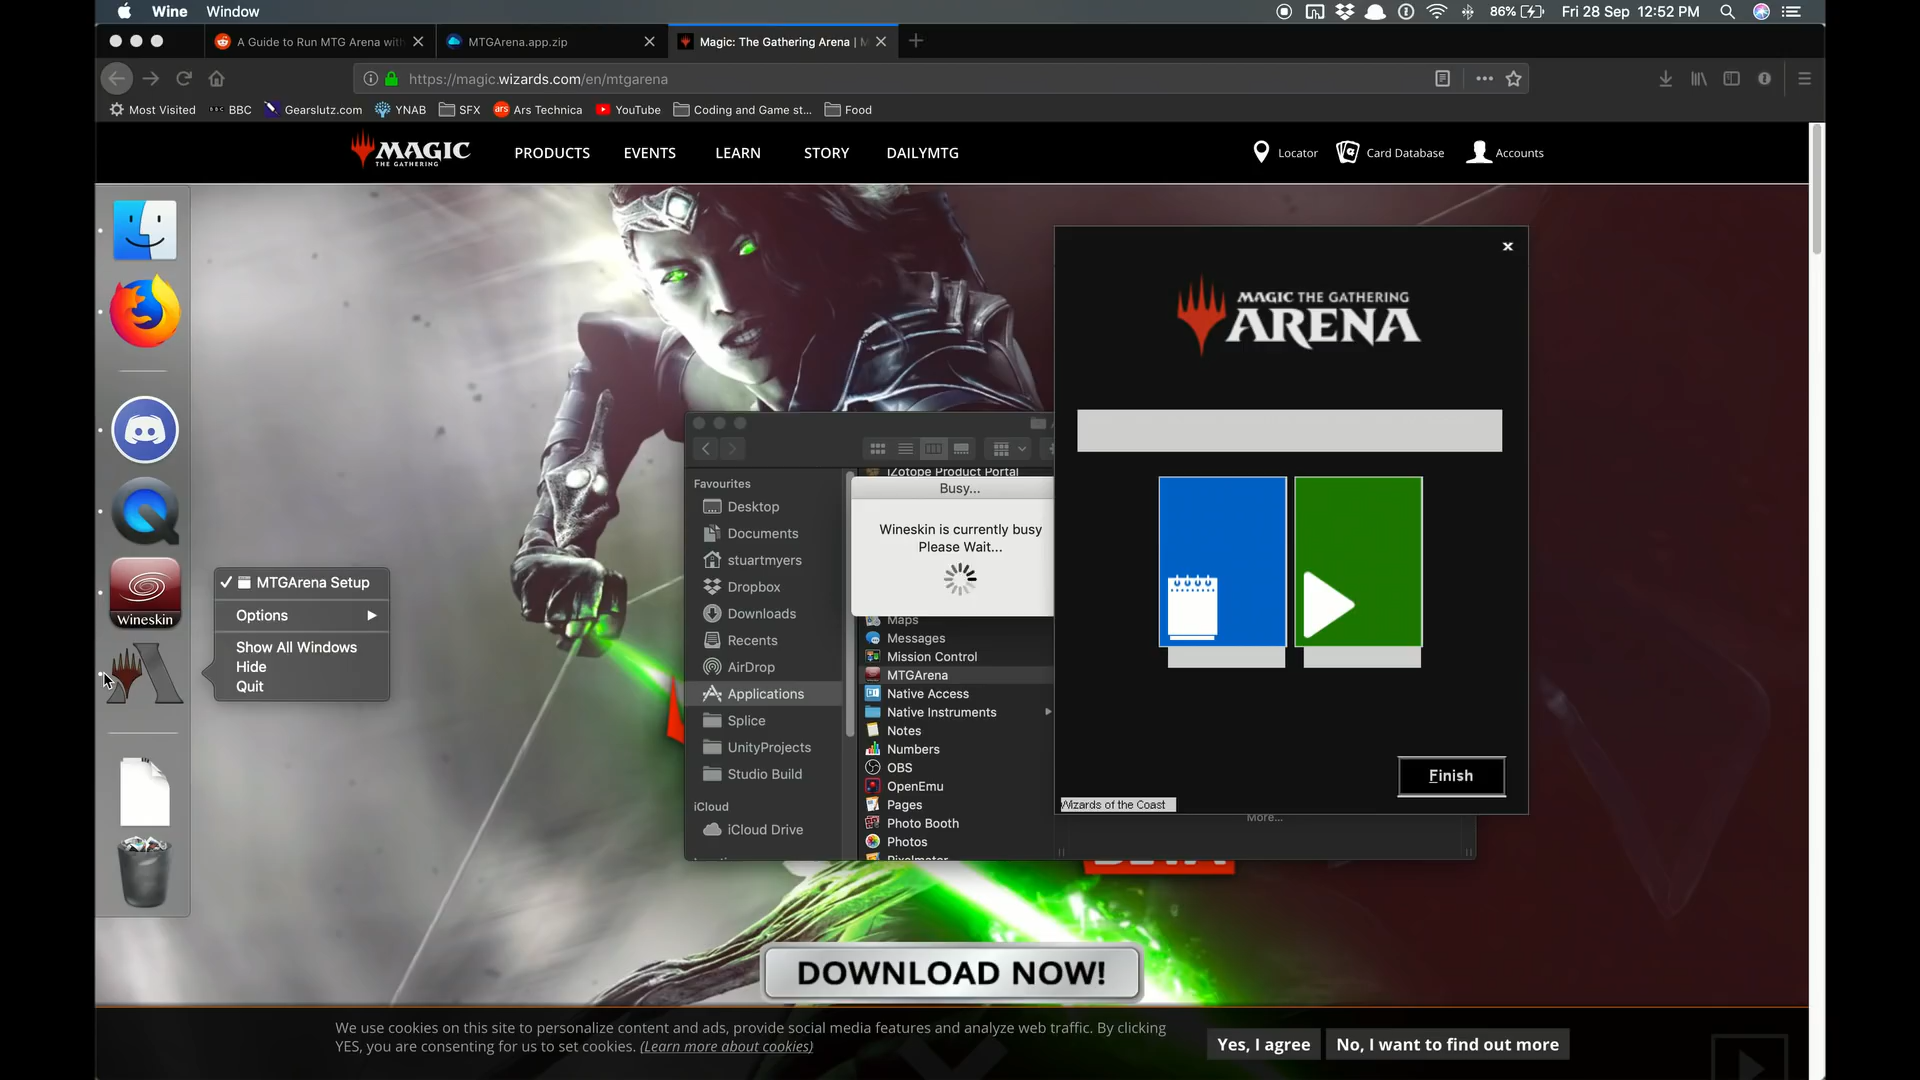 Wine Window
86% Fri 28 Sep 12:52 PM
A Guide to Run MTG Arena with
MTGArena.app.zip
Magic: The Gathering Arena |
https://magic.wizards.com/en/mtgarena
Most Visited
BBC
Gearslutz.com
YNAB
SFX
ars Ars Technica
YouTube
Coding and Game st...
Food
MAGIC
THE GATHERING
PRODUCTS
EVENTS
LEARN
STORY
DAILYMTG
Locator
Card Database
Accounts
MAGIC THE GATHERING
ARENA
Favourites
Desktop
Documents
stuartmyers
Dropbox
Downloads
Recents
AirDrop
Applications
Splice
UnityProjects
Studio Build
iCloud
iCloud Drive
iZotope Product Portal
Busy...
Wineskin is currently busy
Please Wait...
Maps
Messages
Mission Control
MTGArena
Native Access
Native Instruments
Notes
Numbers
OBS
OpenEmu
Pages
Photo Booth
Photos
Pixelmator
MTGArena Setup
Options
Show All Windows
Hide
Quit
Wineskin
Finish
Wizards of the Coast
More...
BETA
DOWNLOAD NOW!
We use cookies on this site to personalize content and ads, provide social media features and analyze web traffic. By clicking
YES, you are consenting for us to set cookies. (Learn more about cookies)
Yes, I agree
No, I want to find out more